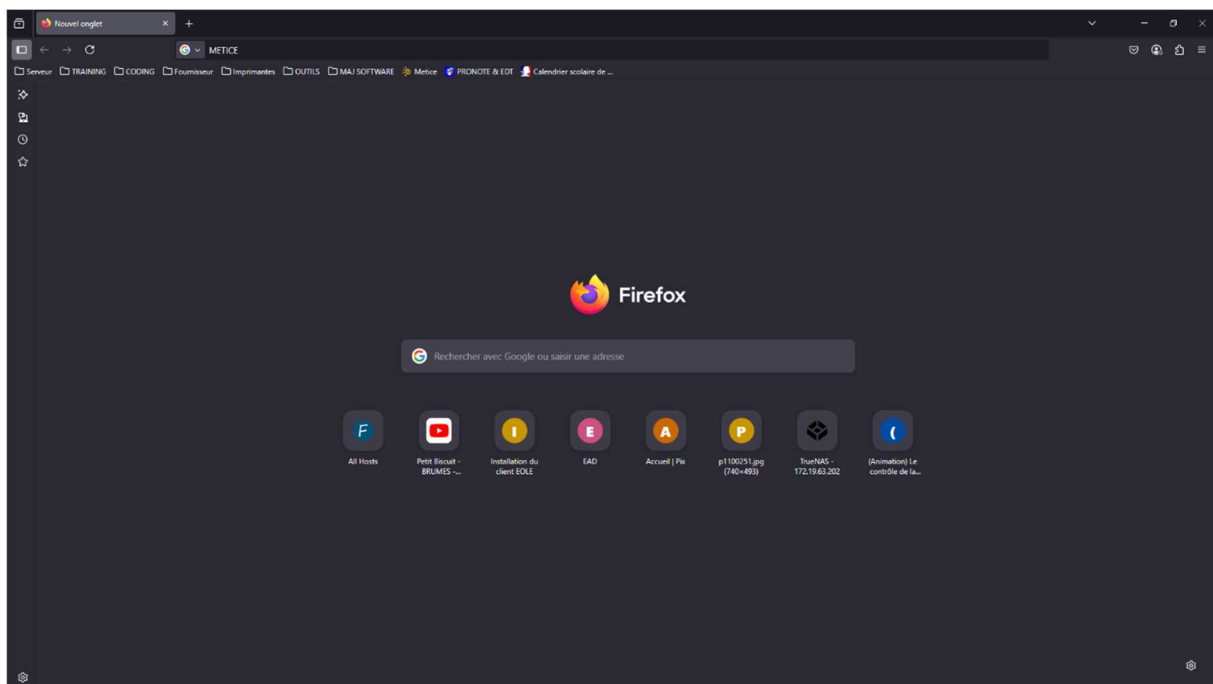 Nouvel onglet
METICE
Serveur TRAINING CODING Fournisseur Imprimantes OUTILS MAJ SOFTWARE Metice PRONOTE & EDT Calendrier scolaire de ...
Firefox
Rechercher avec Google ou saisir une adresse
F I E A P (
All Hosts Petit Biscuit - Installation du EAD Accueil | Pix p1100251.jpg TrueNAS - (Animation) Le
BRUMES -... client EOLE (740×493) 172.19.63.202 contrôle de la...